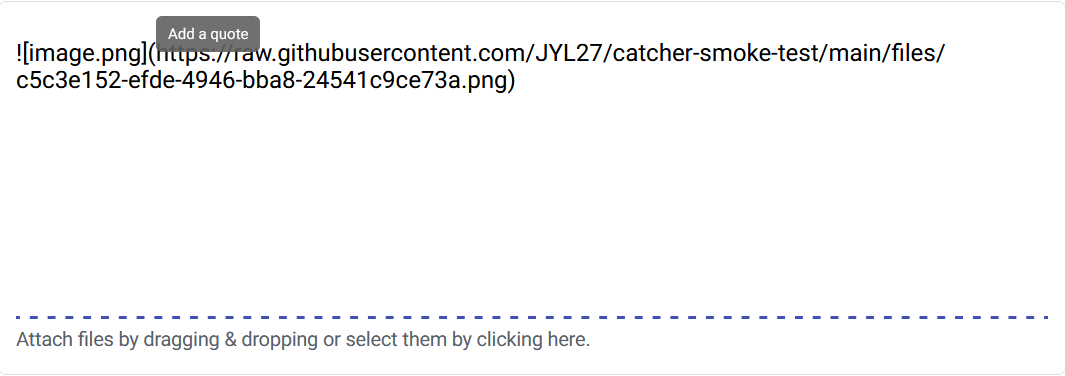 Add a quote
![image.png](https://raw.githubusercontent.com/JYL27/catcher-smoke-test/main/files/
c5c3e152-efde-4946-bba8-24541c9ce73a.png)
Attach files by dragging & dropping or select them by clicking here.